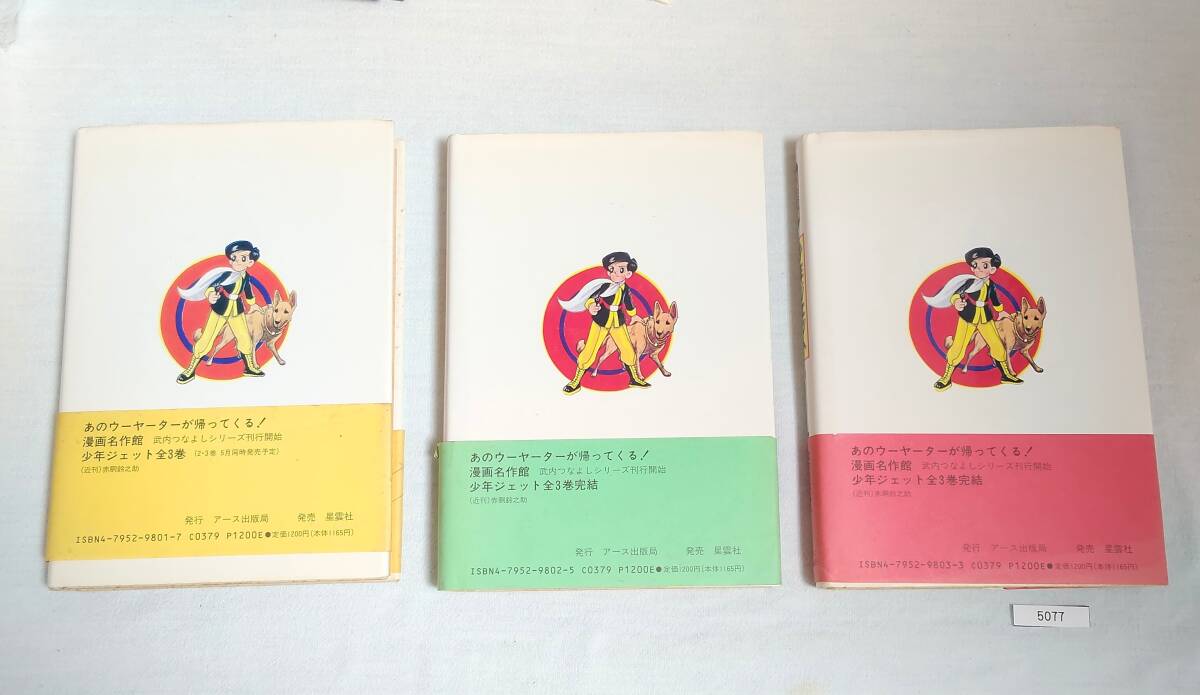 あのウーヤーターが帰ってくる!
漫画名作館 武内つなよしシリーズ刊行開始
少年ジェット全3巻 (2・3巻 5月同時発売予定)
(近刊)赤胴鈴之助
発行 アース出版局 発売 星雲社
ISBN4-7952-9801-7 C0379 P1200E●定価1200円(本体1165円)
あのウーヤーターが帰ってくる!
漫画名作館 武内つなよしシリーズ刊行開始
少年ジェット全3巻完結
(近刊)赤胴鈴之助
発行 アース出版局 発売 星雲社
ISBN4-7952-9802-5 C0379 P1200E●定価1200円(本体1165円)
あのウーヤーターが帰ってくる!
漫画名作館 武内つなよしシリーズ刊行開始
少年ジェット全3巻完結
(近刊)赤胴鈴之助
発行 アース出版局 発売 星雲社
ISBN4-7952-9803-3 C0379 P1200E●定価1200円(本体1165円)
5077